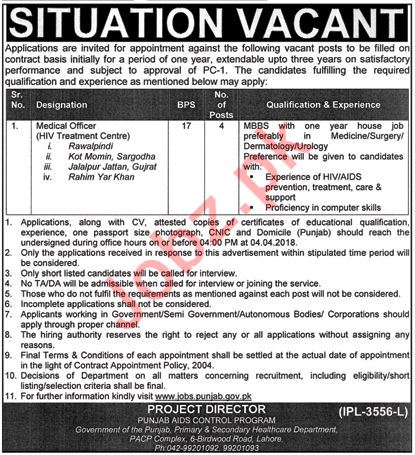 SITUATION VACANT
Applications are invited for appointment against the following vacant posts to be filled on
contract basis initially for a period of one year, extendable upto three years on satisfactory
performance and subject to approval of PC-1. The candidates fulfilling the required
qualification and experience as mentioned below may apply:
Sr. No. Designation BPS No. of Posts Qualification & Experience
1. Medical Officer 17 4 MBBS with one year house job
(HIV Treatment Centre) preferably in Medicine/Surgery/
i. Rawalpindi Dermatology/Urology
ii. Kot Momin, Sargodha Preference will be given to candidates
iii. Jalalpur Jattan, Gujrat with:
iv. Rahim Yar Khan • Experience of HIV/AIDS
prevention, treatment, care &
support
• Proficiency in computer skills
1. Applications, along with CV, attested copies of certificates of educational qualification,
experience, one passport size photograph, CNIC and Domicile (Punjab) should reach the
undersigned during office hours on or before 04:00 PM at 04.04.2018.
2. Only the applications received in response to this advertisement within stipulated time period will
be considered.
3. Only short listed candidates will be called for interview.
4. No TA/DA will be admissible when called for interview or joining the service.
5. Those who do not fulfil the requirements as mentioned against each post will not be considered.
6. Incomplete applications shall not be considered.
7. Applicants working in Government/Semi Government/Autonomous Bodies/ Corporations should
apply through proper channel.
8. The hiring authority reserves the right to reject any or all applications without assigning any
reasons.
9. Final Terms & Conditions of each appointment shall be settled at the actual date of appointment
in the light of Contract Appointment Policy, 2004.
10. Decisions of Department on all matters concerning recruitment, including eligibility/short
listing/selection criteria shall be final.
11. For further information kindly visit www.jobs.punjab.gov.pk
PROJECT DIRECTOR (IPL-3556-L)
PUNJAB AIDS CONTROL PROGRAM
Government of the Punjab, Primary & Secondary Healthcare Department,
PACP Complex, 6-Birdwood Road, Lahore.
Ph: 042-99201092, 99201093
Jobz.pk